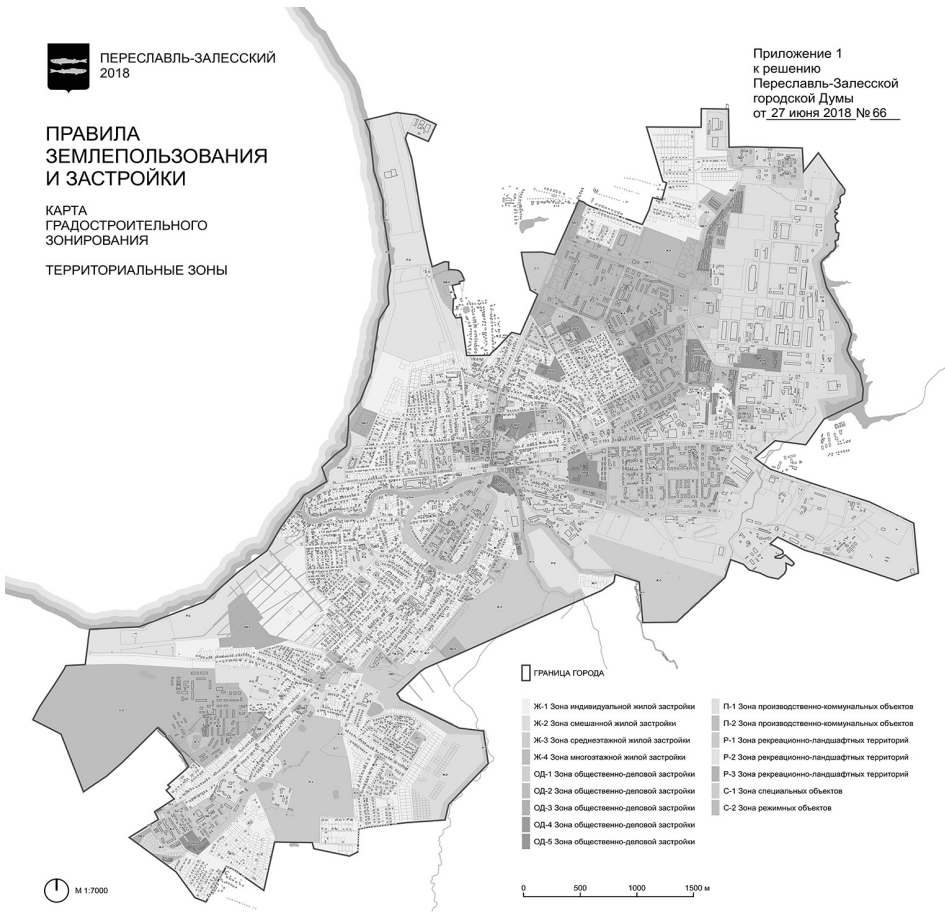 ПЕРЕСЛАВЛЬ-ЗАЛЕССКИЙ
2018
ПРАВИЛА
ЗЕМЛЕПОЛЬЗОВАНИЯ
И ЗАСТРОЙКИ
КАРТА
ГРАДОСТРОИТЕЛЬНОГО
ЗОНИРОВАНИЯ
ТЕРРИТОРИАЛЬНЫЕ ЗОНЫ
Приложение 1
к решению
Переславль-Залесской
городской Думы
от 27 июня 2018 № 66
ГРАНИЦА ГОРОДА
Ж-1 Зона индивидуальной жилой застройки
Ж-2 Зона смешанной жилой застройки
Ж-3 Зона среднеэтажной жилой застройки
Ж-4 Зона многоэтажной жилой застройки
ОД-1 Зона общественно-деловой застройки
ОД-2 Зона общественно-деловой застройки
ОД-3 Зона общественно-деловой застройки
ОД-4 Зона общественно-деловой застройки
ОД-5 Зона общественно-деловой застройки
П-1 Зона производственно-коммунальных объектов
П-2 Зона производственно-коммунальных объектов
Р-1 Зона рекреационно-ландшафтных территорий
Р-2 Зона рекреационно-ландшафтных территорий
Р-3 Зона рекреационно-ландшафтных территорий
С-1 Зона специальных объектов
С-2 Зона режимных объектов
М 1:7000
0 500 1000 1500 м